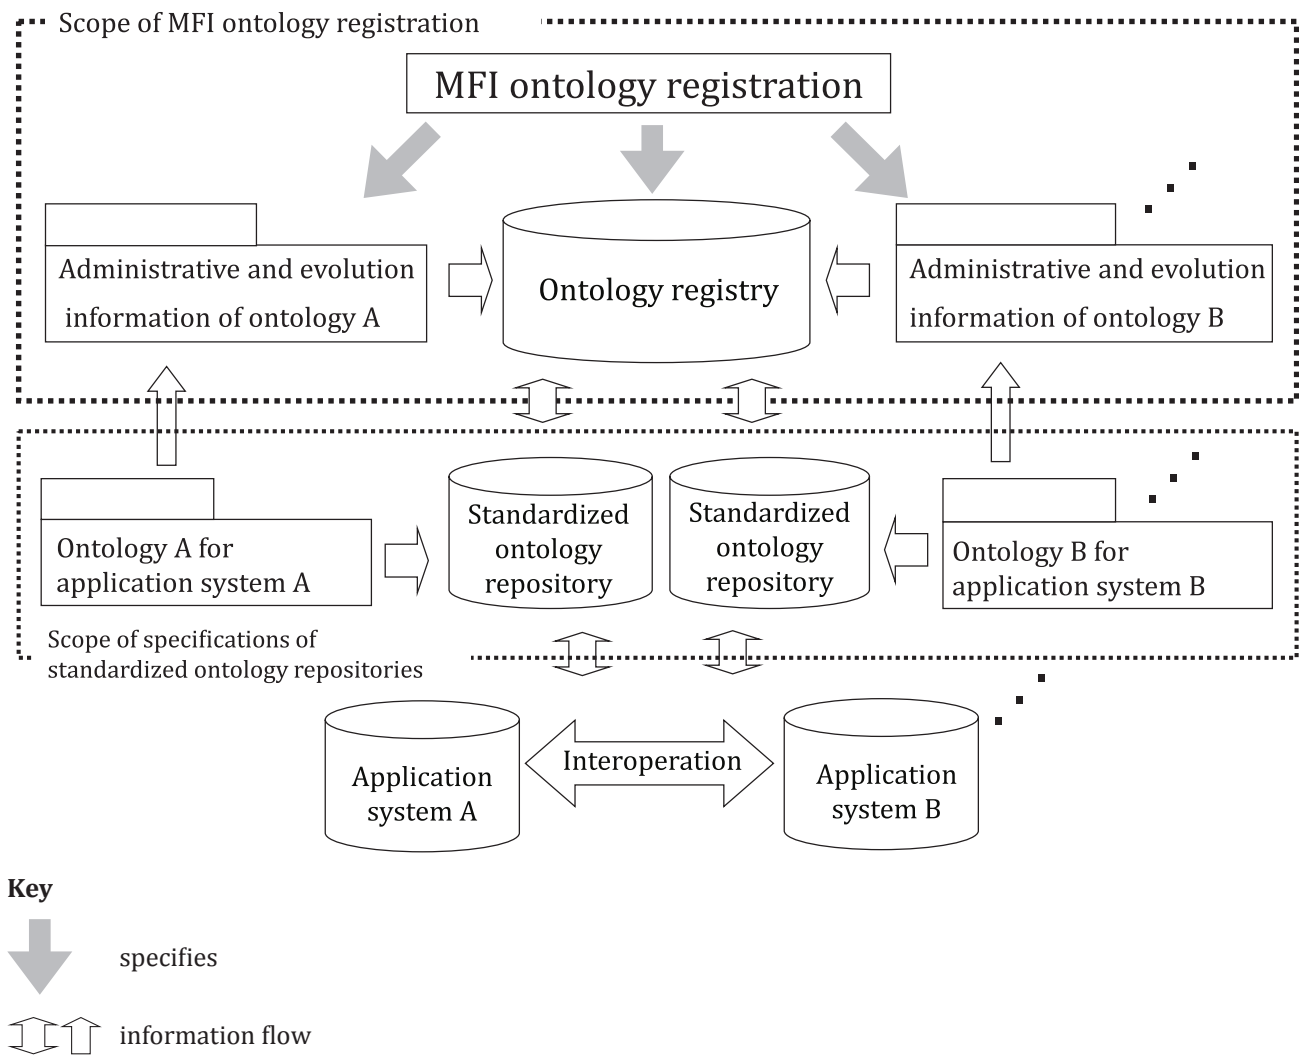 Scope of MFI ontology registration
MFI ontology registration
Administrative and evolution
information of ontology A
Ontology registry
Administrative and evolution
information of ontology B
Ontology A for
application system A
Standardized
ontology
repository
Standardized
ontology
repository
Ontology B for
application system B
Scope of specifications of
standardized ontology repositories
Application
system A
Interoperation
Application
system B
Key
specifies
information flow